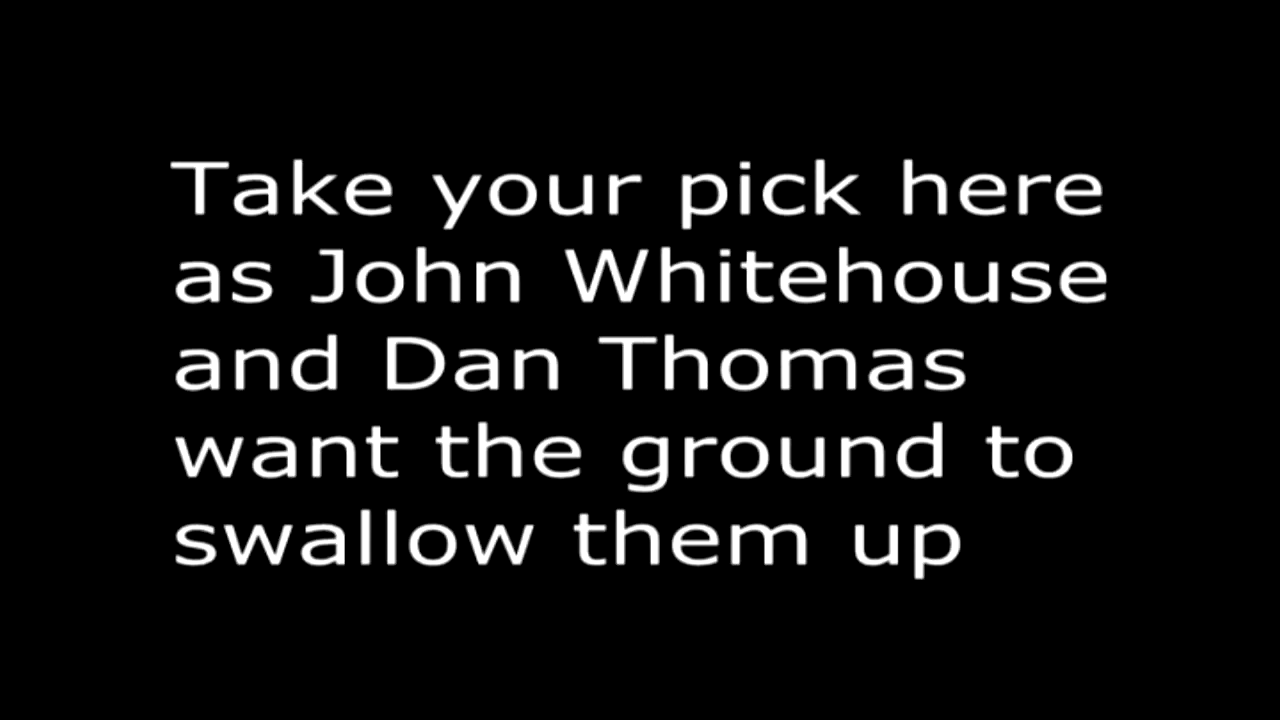 Take your pick here
as John Whitehouse
and Dan Thomas
want the ground to
swallow them up